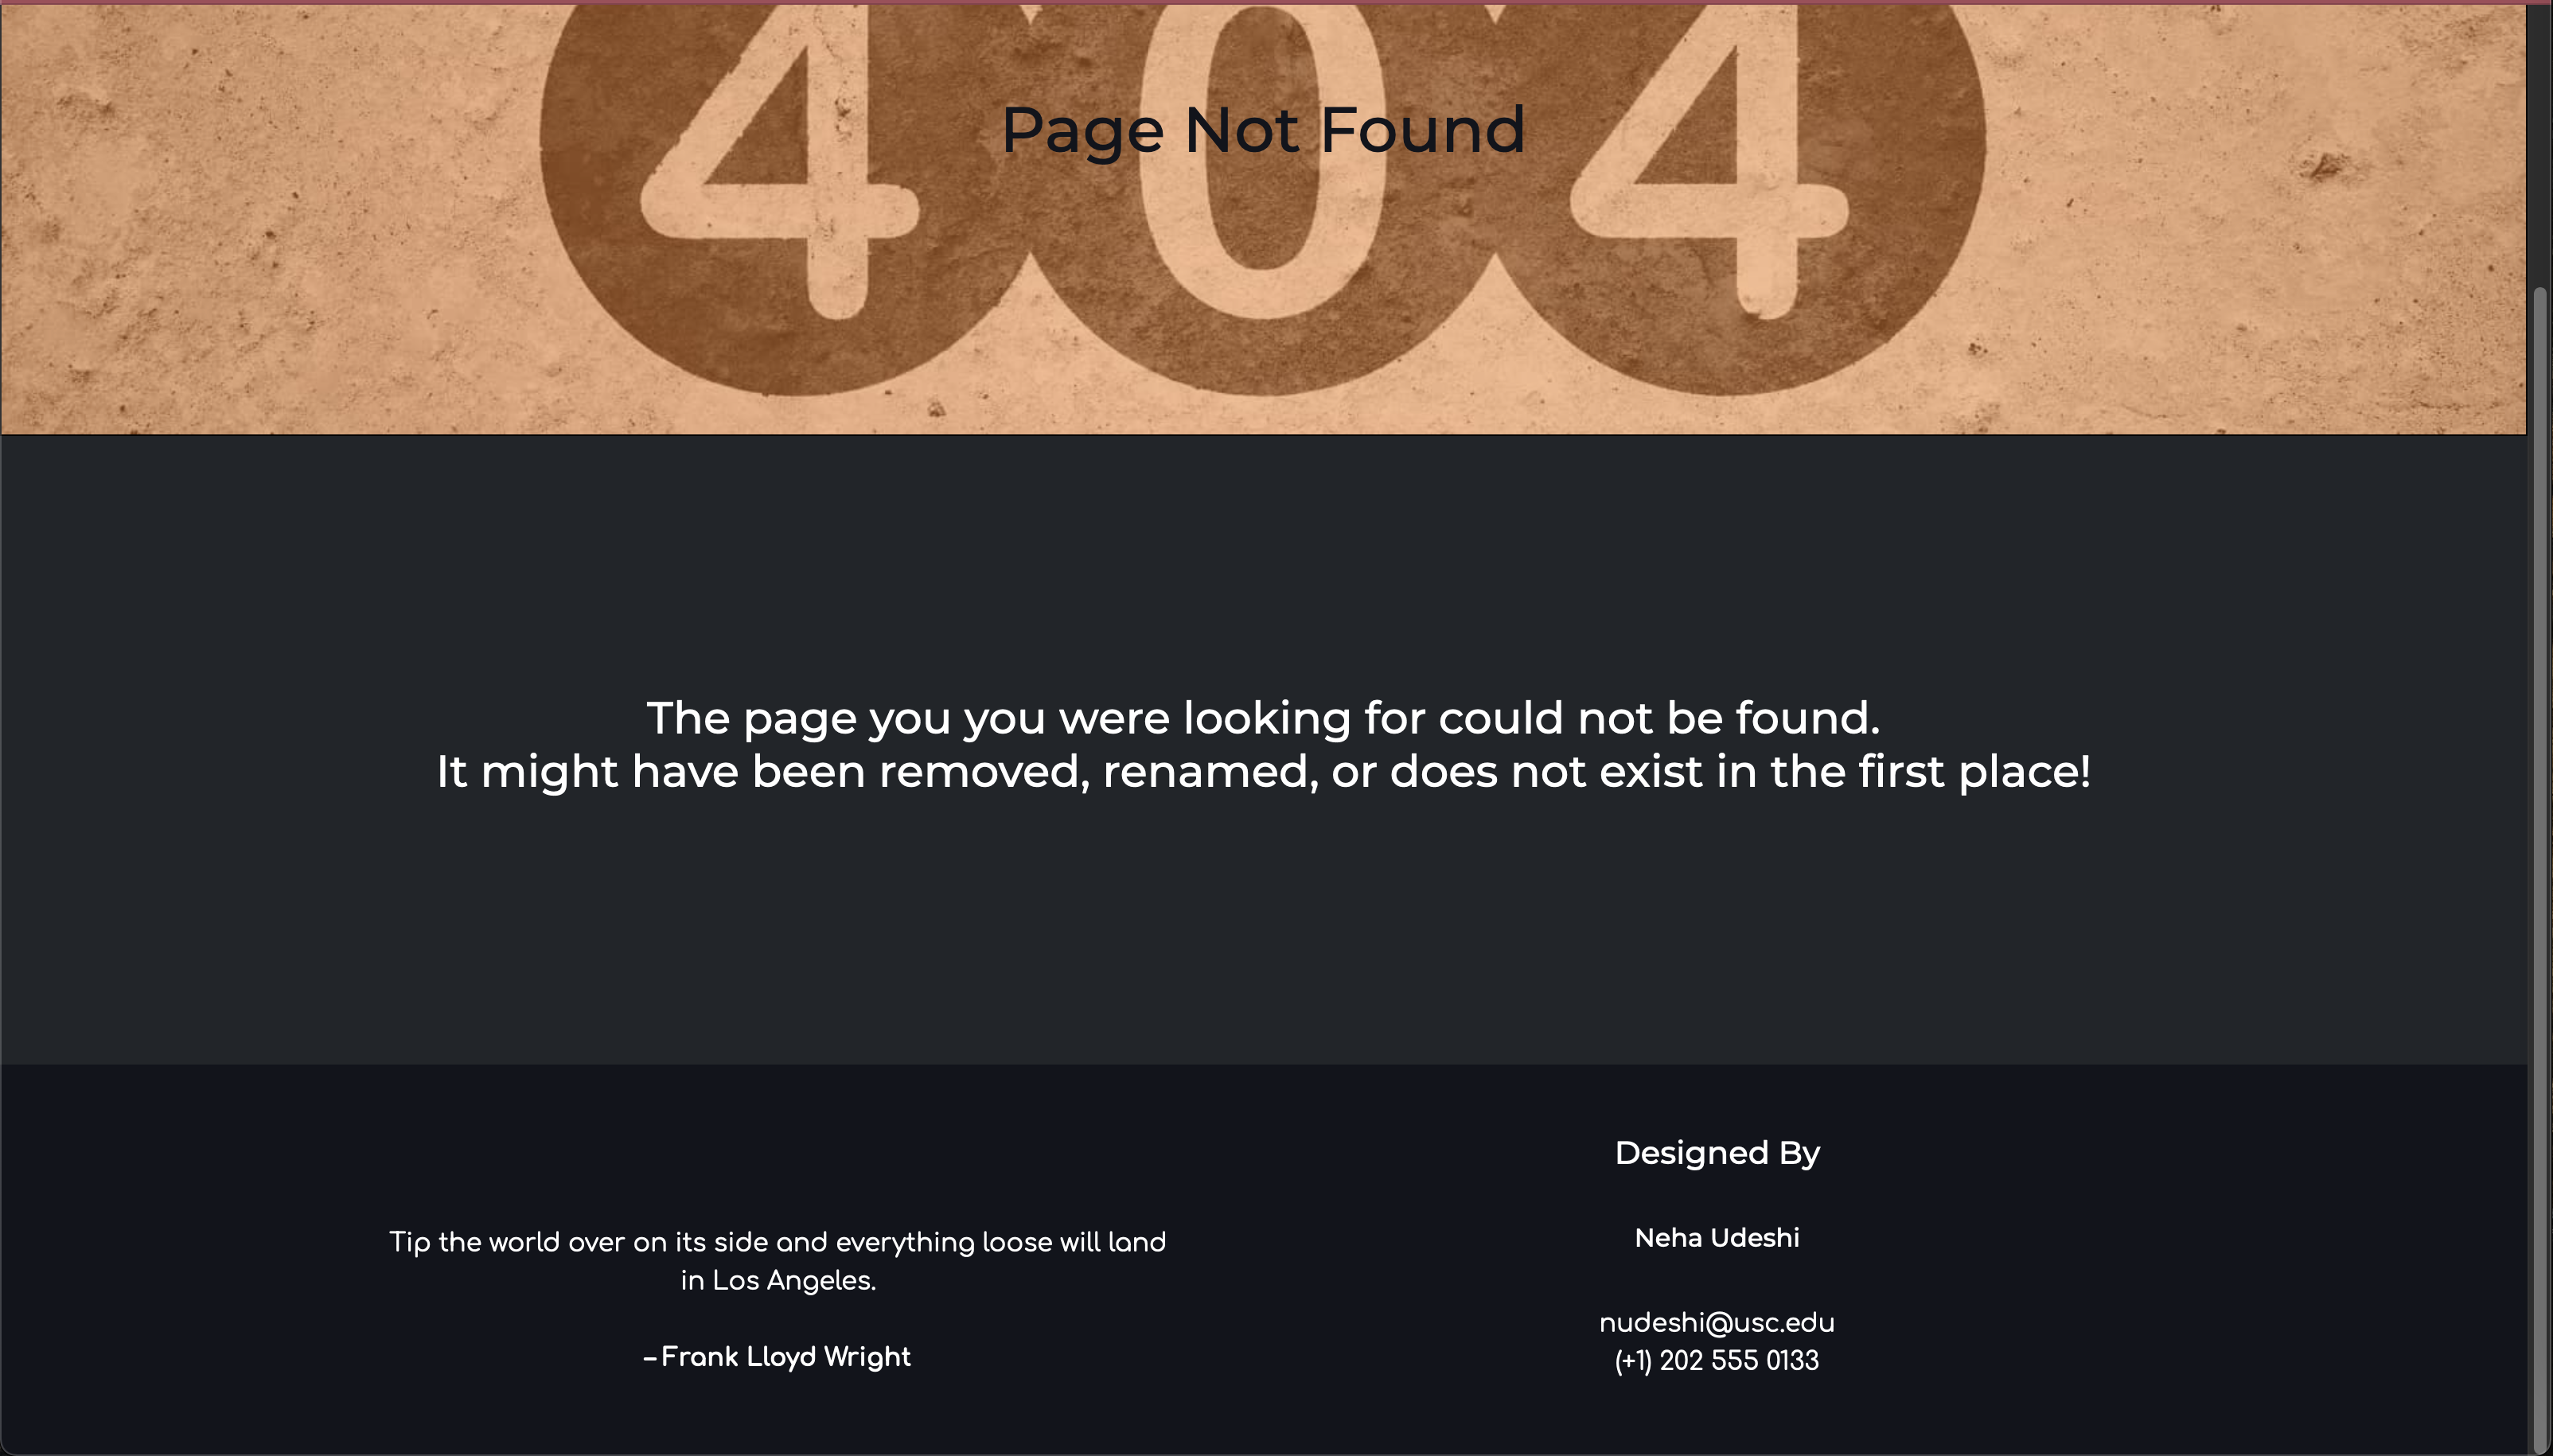 404
Page Not Found
The page you you were looking for could not be found.
It might have been removed, renamed, or does not exist in the first place!
Tip the world over on its side and everything loose will land
in Los Angeles.
– Frank Lloyd Wright
Designed By
Neha Udeshi
nudeshi@usc.edu
(+1) 202 555 0133